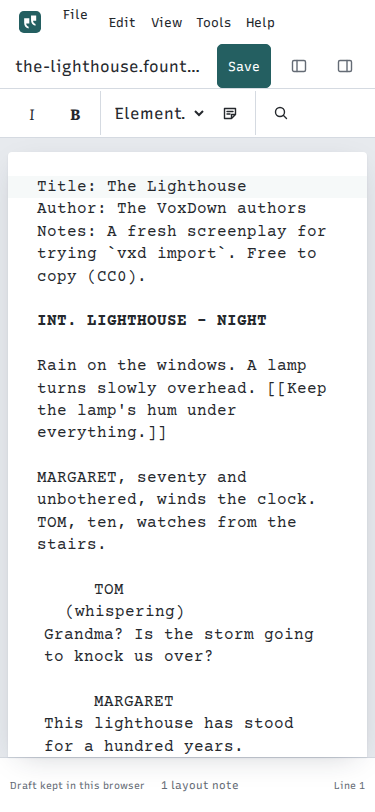 File Edit View Tools Help
the-lighthouse.fount... Save
I B Element. 
Title: The Lighthouse
Author: The VoxDown authors
Notes: A fresh screenplay for
trying `vxd import`. Free to
copy (CC0).
INT. LIGHTHOUSE - NIGHT
Rain on the windows. A lamp
turns slowly overhead. [[Keep
the lamp's hum under
everything.]]
MARGARET, seventy and
unbothered, winds the clock.
TOM, ten, watches from the
stairs.
TOM
(whispering)
Grandma? Is the storm going
to knock us over?
MARGARET
This lighthouse has stood
for a hundred years.
Draft kept in this browser 1 layout note Line 1